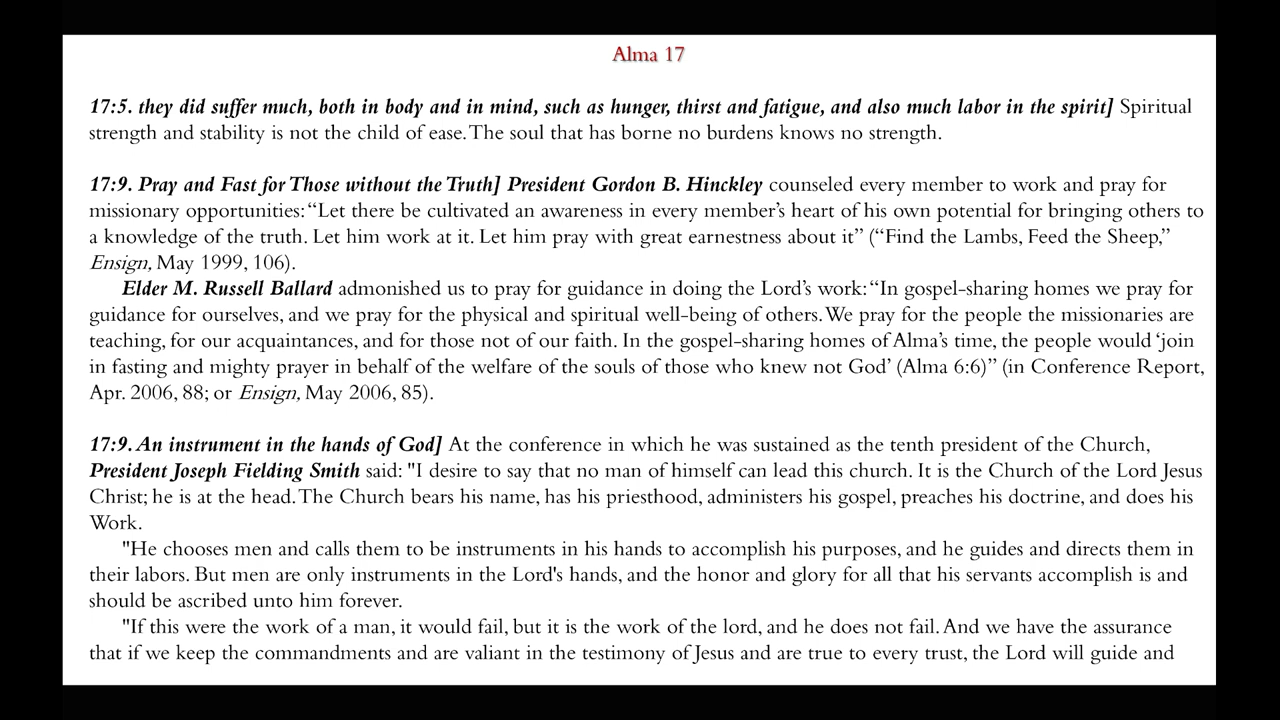 Alma 17
17:5. they did suffer much, both in body and in mind, such as hunger, thirst and fatigue, and also much labor in the spirit] Spiritual
strength and stability is not the child of ease. The soul that has borne no burdens knows no strength.
17:9. Pray and Fast for Those without the Truth] President Gordon B. Hinckley counseled every member to work and pray for
missionary opportunities: “Let there be cultivated an awareness in every member’s heart of his own potential for bringing others to
a knowledge of the truth. Let him work at it. Let him pray with great earnestness about it” (“Find the Lambs, Feed the Sheep,”
Ensign, May 1999, 106).
Elder M. Russell Ballard admonished us to pray for guidance in doing the Lord’s work: “In gospel-sharing homes we pray for
guidance for ourselves, and we pray for the physical and spiritual well-being of others. We pray for the people the missionaries are
teaching, for our acquaintances, and for those not of our faith. In the gospel-sharing homes of Alma’s time, the people would ‘join
in fasting and mighty prayer in behalf of the welfare of the souls of those who knew not God’ (Alma 6:6)” (in Conference Report,
Apr. 2006, 88; or Ensign, May 2006, 85).
17:9. An instrument in the hands of God] At the conference in which he was sustained as the tenth president of the Church,
President Joseph Fielding Smith said: "I desire to say that no man of himself can lead this church. It is the Church of the Lord Jesus
Christ; he is at the head. The Church bears his name, has his priesthood, administers his gospel, preaches his doctrine, and does his
Work.
"He chooses men and calls them to be instruments in his hands to accomplish his purposes, and he guides and directs them in
their labors. But men are only instruments in the Lord's hands, and the honor and glory for all that his servants accomplish is and
should be ascribed unto him forever.
"If this were the work of a man, it would fail, but it is the work of the lord, and he does not fail. And we have the assurance
that if we keep the commandments and are valiant in the testimony of Jesus and are true to every trust, the Lord will guide and